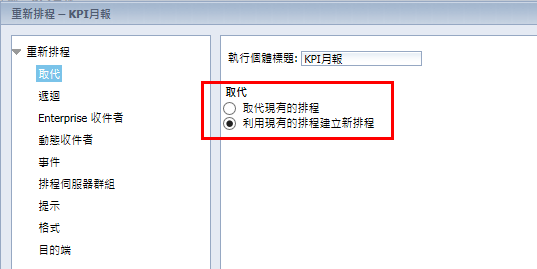 重新排程 – KPI月報
重新排程
取代
週迴
Enterprise 收件者
動態收件者
事件
排程伺服器群組
提示
格式
目的端
執行個體標題: KPI月報
取代
取代現有的排程
利用現有的排程建立新排程